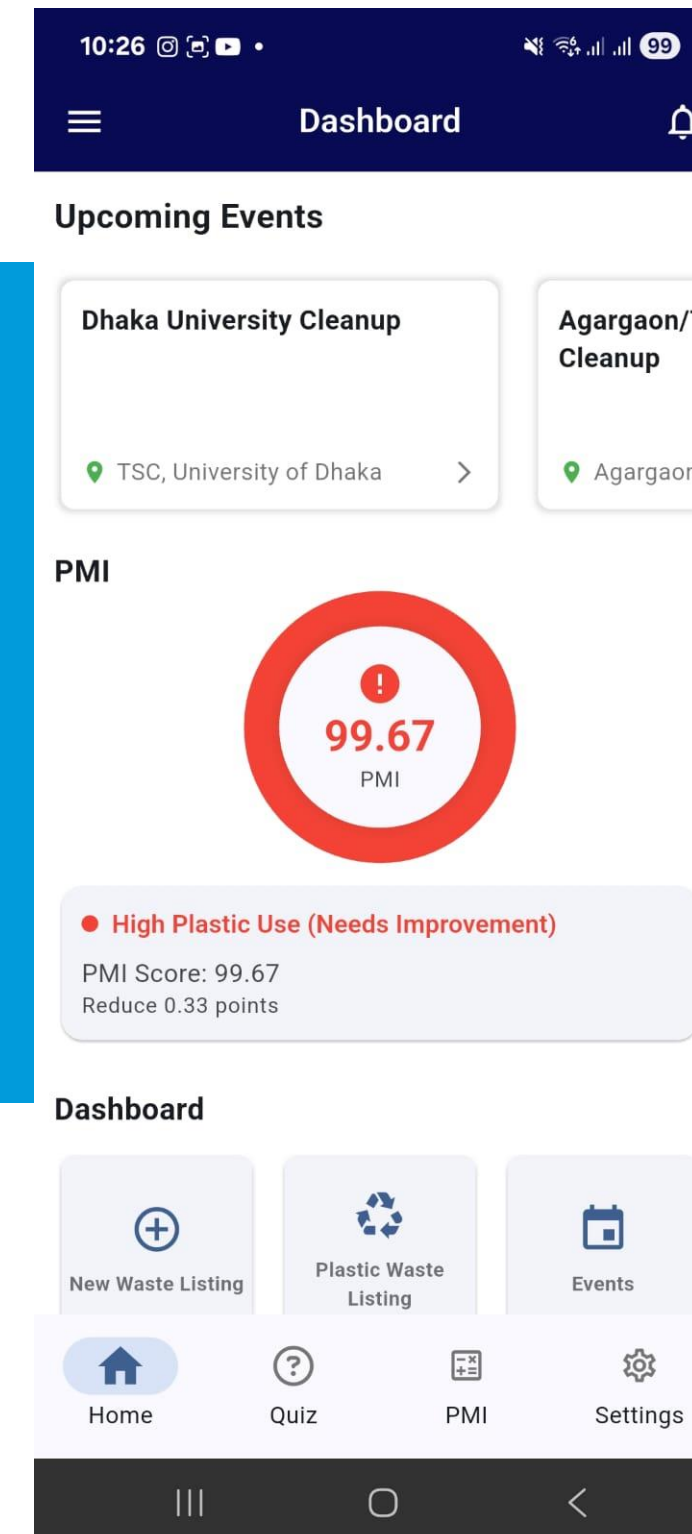 10:26
99
Dashboard
Upcoming Events
Dhaka University Cleanup
TSC, University of Dhaka
Agargaon/
Cleanup
Agargaon
PMI
99.67
PMI
High Plastic Use (Needs Improvement)
PMI Score: 99.67
Reduce 0.33 points
Dashboard
New Waste Listing
Plastic Waste
Listing
Events
Home
Quiz
PMI
Settings